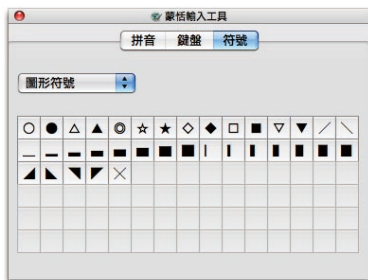 蒙恬輸入工具
拼音 鍵盤 符號
圖形符號
○ ● △ ▲ ◎ ☆ ★ ◇ ◆ □ ■ ▽ ▼ ╱ ╲
▁ ▂ ▃ ▄ ▅ ▆ ▇ █ ▏ ▎ ▍ ▌ ▋ ▊ ▉
◢ ◣ ◥ ◤ ╳